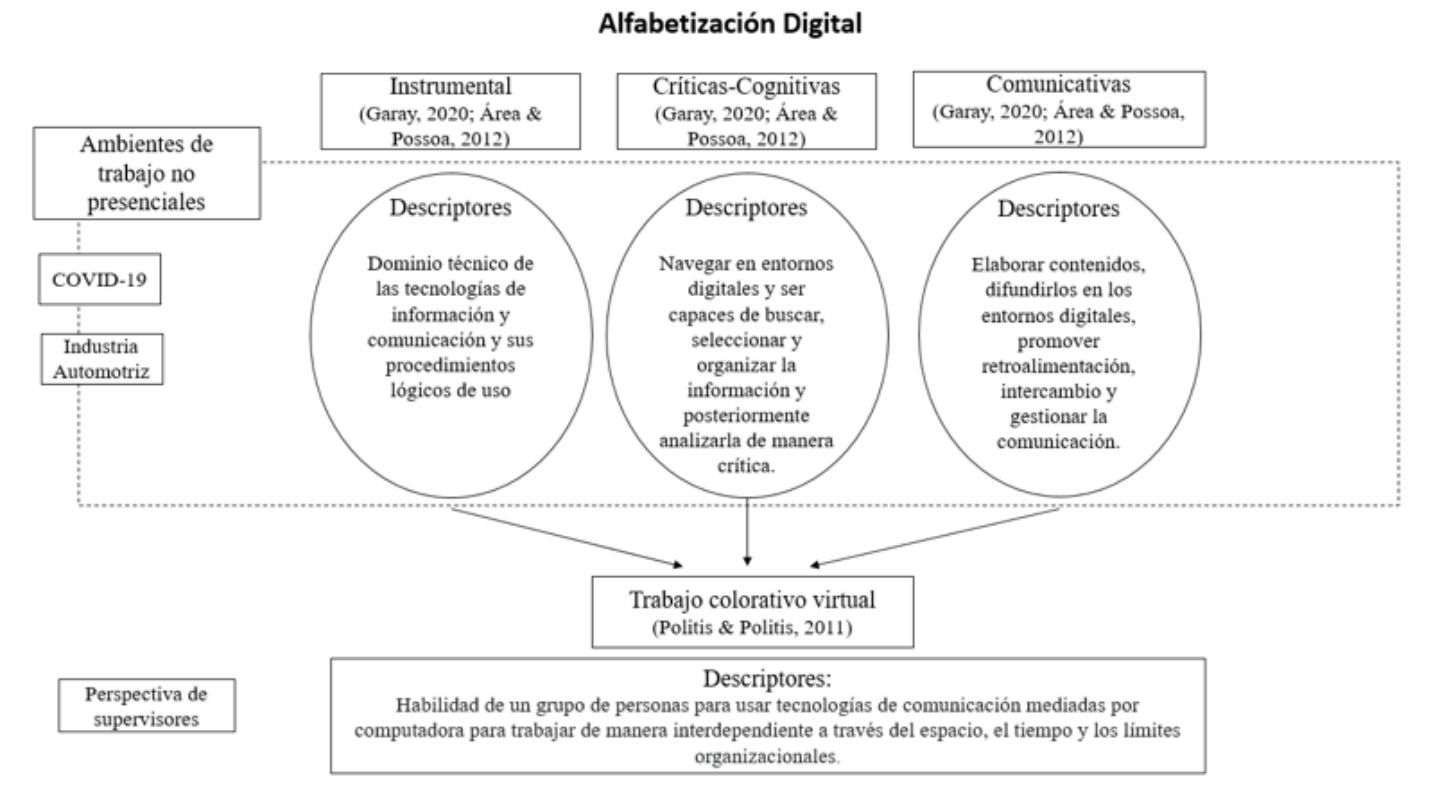 Alfabetización Digital
Instrumental
(Garay, 2020; Área &
Possoa, 2012)
Críticas-Cognitivas
(Garay, 2020; Área &
Possoa, 2012)
Comunicativas
(Garay, 2020; Área & Possoa,
2012)
Ambientes de
trabajo no
presenciales
COVID-19
Industria
Automotriz
Descriptores
Dominio técnico de
las tecnologías de
información y
comunicación y sus
procedimientos
lógicos de uso
Descriptores
Navegar en entornos
digitales y ser
capaces de buscar,
seleccionar y
organizar la
información y
posteriormente
analizarla de manera
crítica.
Descriptores
Elaborar contenidos,
difundirlos en los
entornos digitales,
promover
retroalimentación,
intercambio y
gestionar la
comunicación.
Trabajo colorativo virtual
(Politis & Politis, 2011)
Perspectiva de
supervisores
Descriptores:
Habilidad de un grupo de personas para usar tecnologías de comunicación mediadas por
computadora para trabajar de manera interdependiente a través del espacio, el tiempo y los límites
organizacionales.